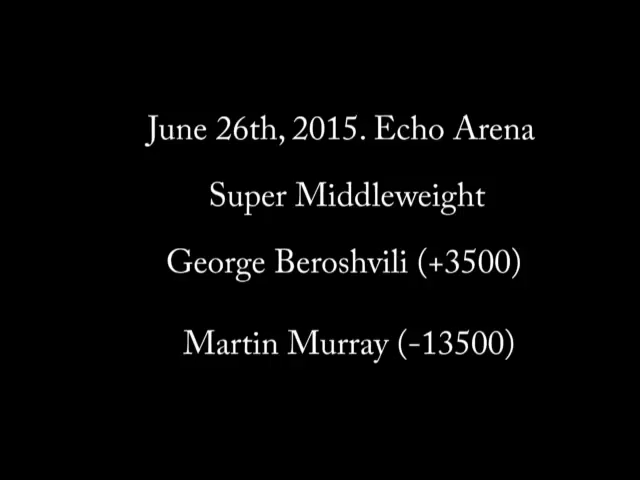 June 26th, 2015. Echo Arena
Super Middleweight
George Beroshvili (+3500)
Martin Murray (-13500)